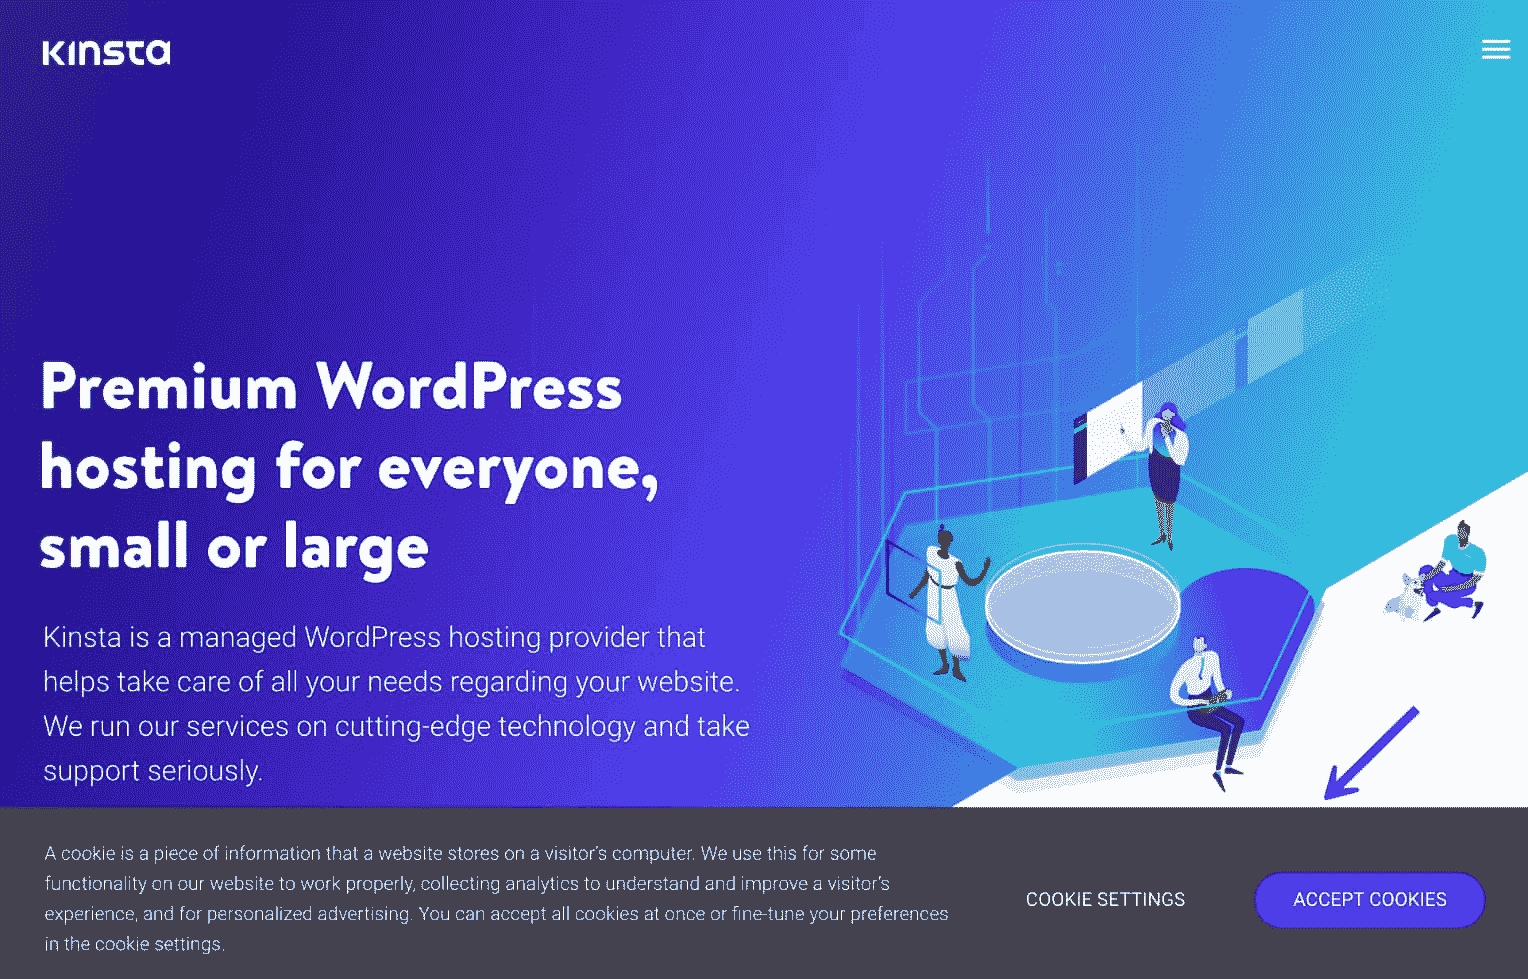 KINSTA
Premium WordPress
hosting for everyone,
small or large
Kinsta is a managed WordPress hosting provider that
helps take care of all your needs regarding your website.
We run our services on cutting-edge technology and take
support seriously.
A cookie is a piece of information that a website stores on a visitor's computer. We use this for some
functionality on our website to work properly, collecting analytics to understand and improve a visitor's
experience, and for personalized advertising. You can accept all cookies at once or fine-tune your preferences
in the cookie settings.
COOKIE SETTINGS
ACCEPT COOKIES